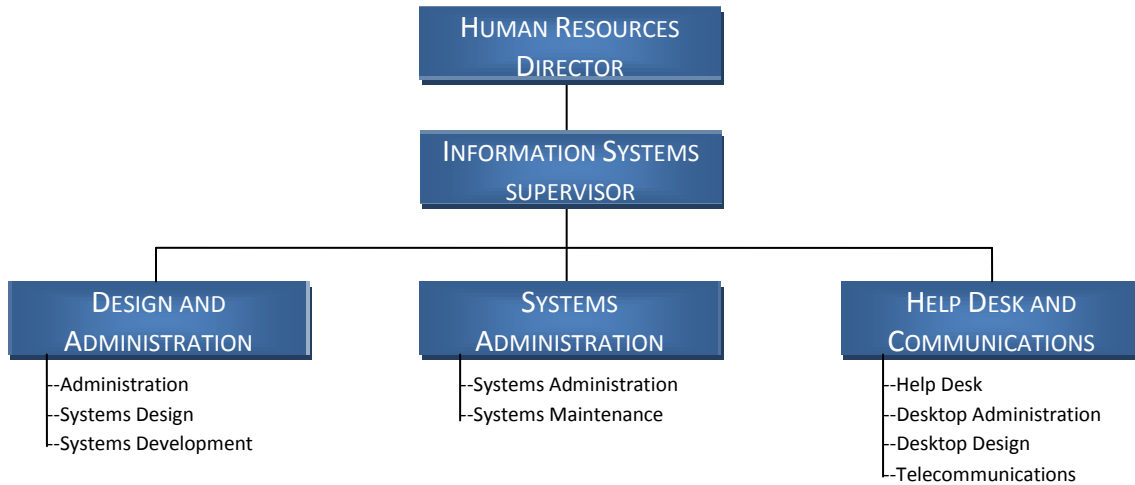 HUMAN RESOURCES
DIRECTOR
INFORMATION SYSTEMS
SUPERVISOR
DESIGN AND
ADMINISTRATION
--Administration
--Systems Design
--Systems Development
SYSTEMS
ADMINISTRATION
--Systems Administration
--Systems Maintenance
HELP DESK AND
COMMUNICATIONS
--Help Desk
--Desktop Administration
--Desktop Design
--Telecommunications